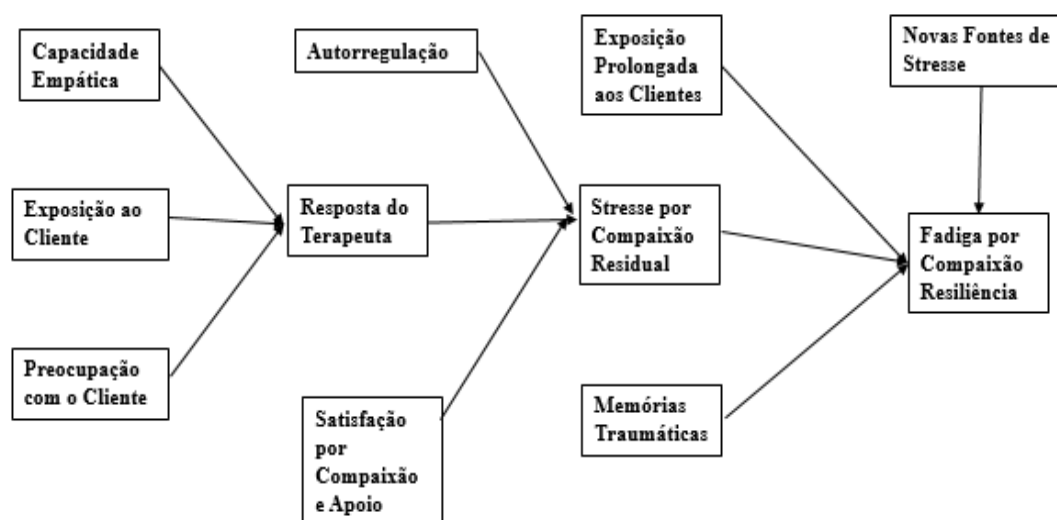 Capacidade
Empática
Exposição ao
Cliente
Preocupação
com o Cliente
Autorregulação
Resposta do
Terapeuta
Satisfação
por
Compaixão
e Apoio
Exposição
Prolongada
aos Clientes
Stresse por
Compaixão
Residual
Memórias
Traumáticas
Novas Fontes de
Stresse
Fadiga por
Compaixão
Resiliência